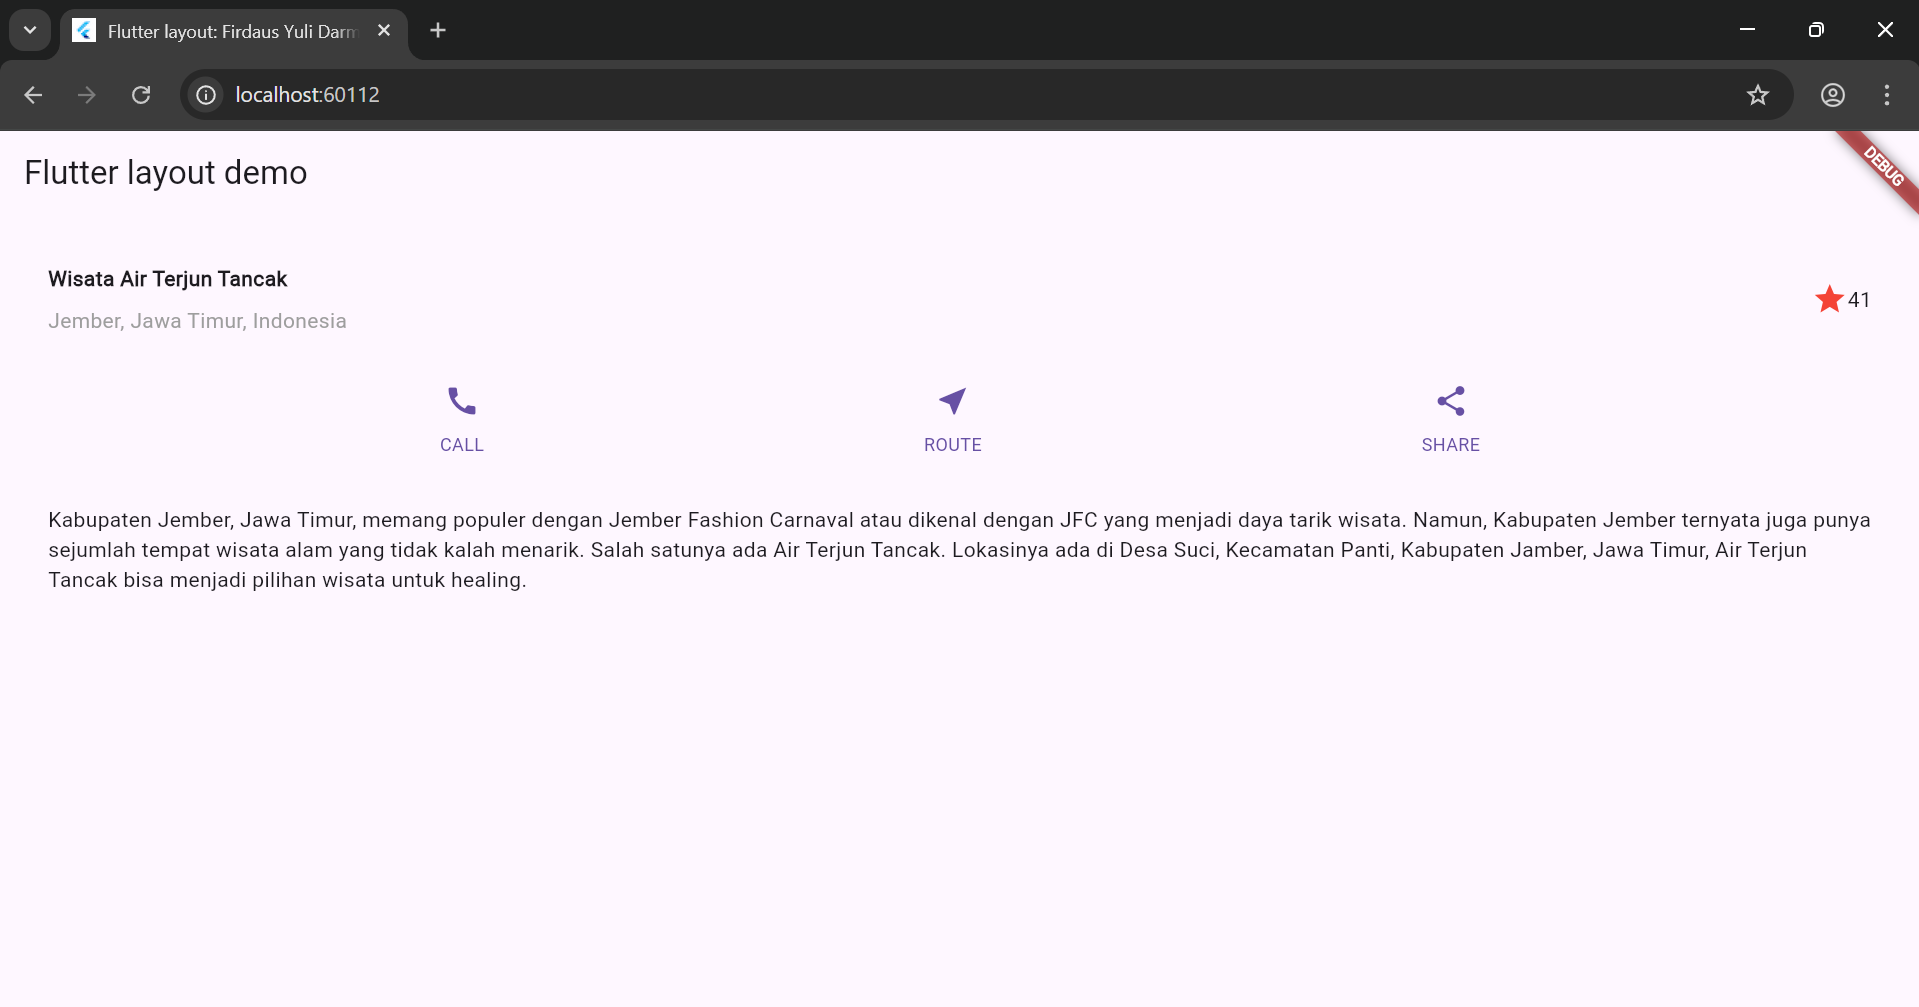 Flutter layout: Firdaus Yuli Darm
localhost:60112
Flutter layout demo
DEBUG
Wisata Air Terjun Tancak
Jember, Jawa Timur, Indonesia
41
CALL
ROUTE
SHARE
Kabupaten Jember, Jawa Timur, memang populer dengan Jember Fashion Carnaval atau dikenal dengan JFC yang menjadi daya tarik wisata. Namun, Kabupaten Jember ternyata juga punya
sejumlah tempat wisata alam yang tidak kalah menarik. Salah satunya ada Air Terjun Tancak. Lokasinya ada di Desa Suci, Kecamatan Panti, Kabupaten Jamber, Jawa Timur, Air Terjun
Tancak bisa menjadi pilihan wisata untuk healing.